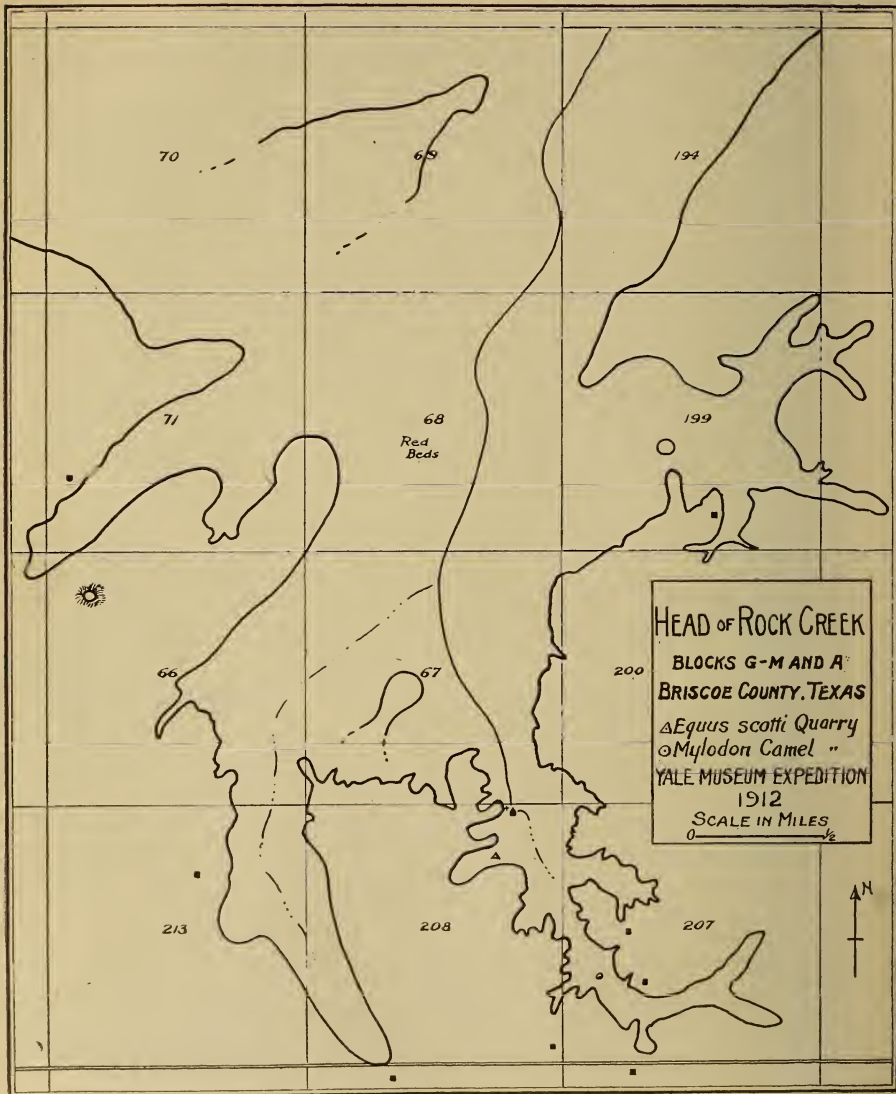 70
69
194
71
68
199
Red
Beds
66
67
200
HEAD OF ROCK CREEK
BLOCKS G-M AND A
BRISCOE COUNTY, TEXAS
△Equus scotti Quarry
⊙Mylodon Camel "
YALE MUSEUM EXPEDITION
1912
SCALE IN MILES
0 ½
N
213
208
207